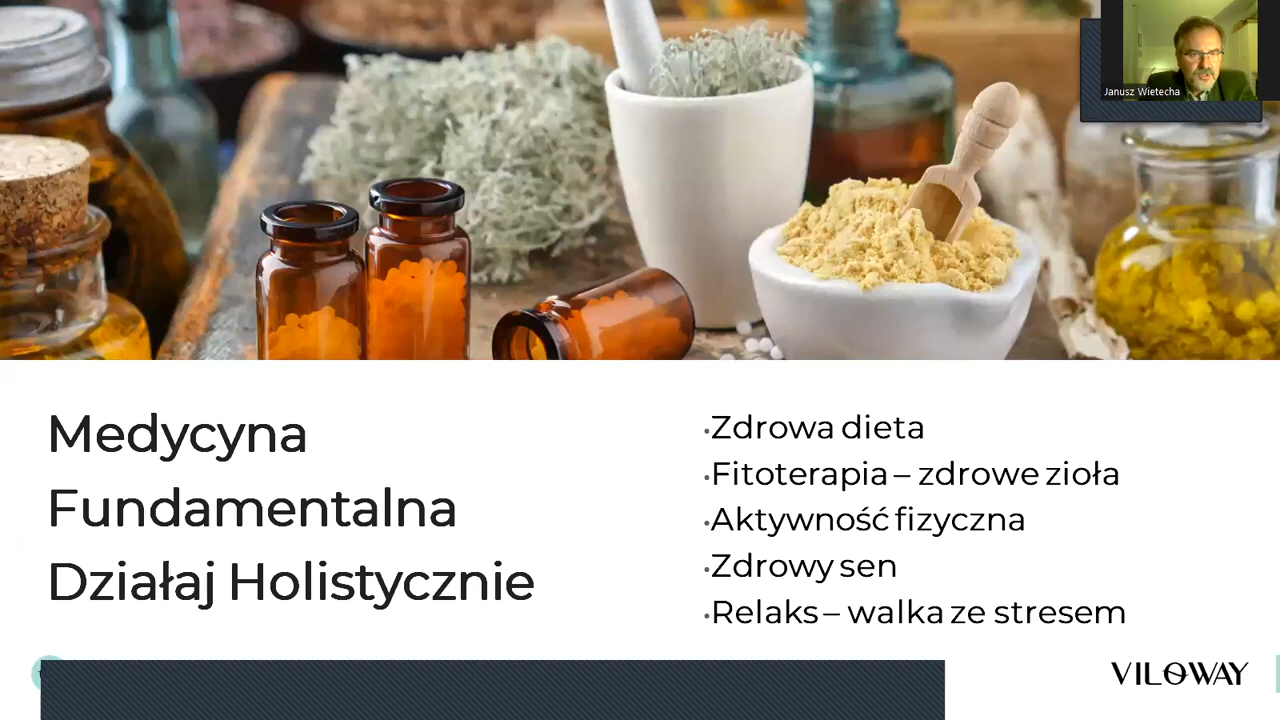 Janusz Wietecha
Medycyna
Fundamentalna
Działaj Holistycznie
•Zdrowa dieta
•Fitoterapia – zdrowe zioła
•Aktywność fizyczna
•Zdrowy sen
•Relaks – walka ze stresem
VILOWAY